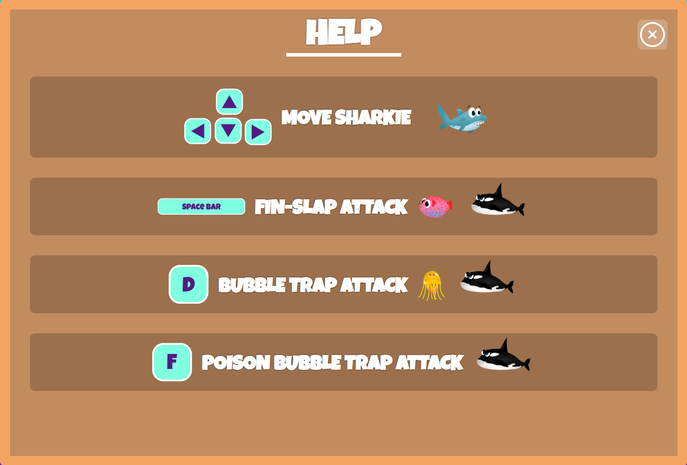 HELP
MOVE SHARKIE
SPACE BAR FIN-SLAP ATTACK
D BUBBLE TRAP ATTACK
F POISON BUBBLE TRAP ATTACK